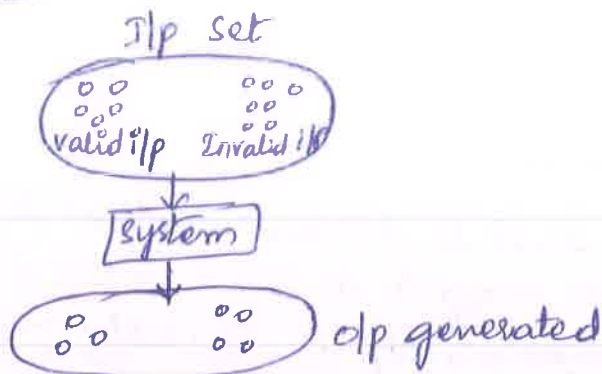 I/p set
valid i/p Invalid i/p
system
o/p generated